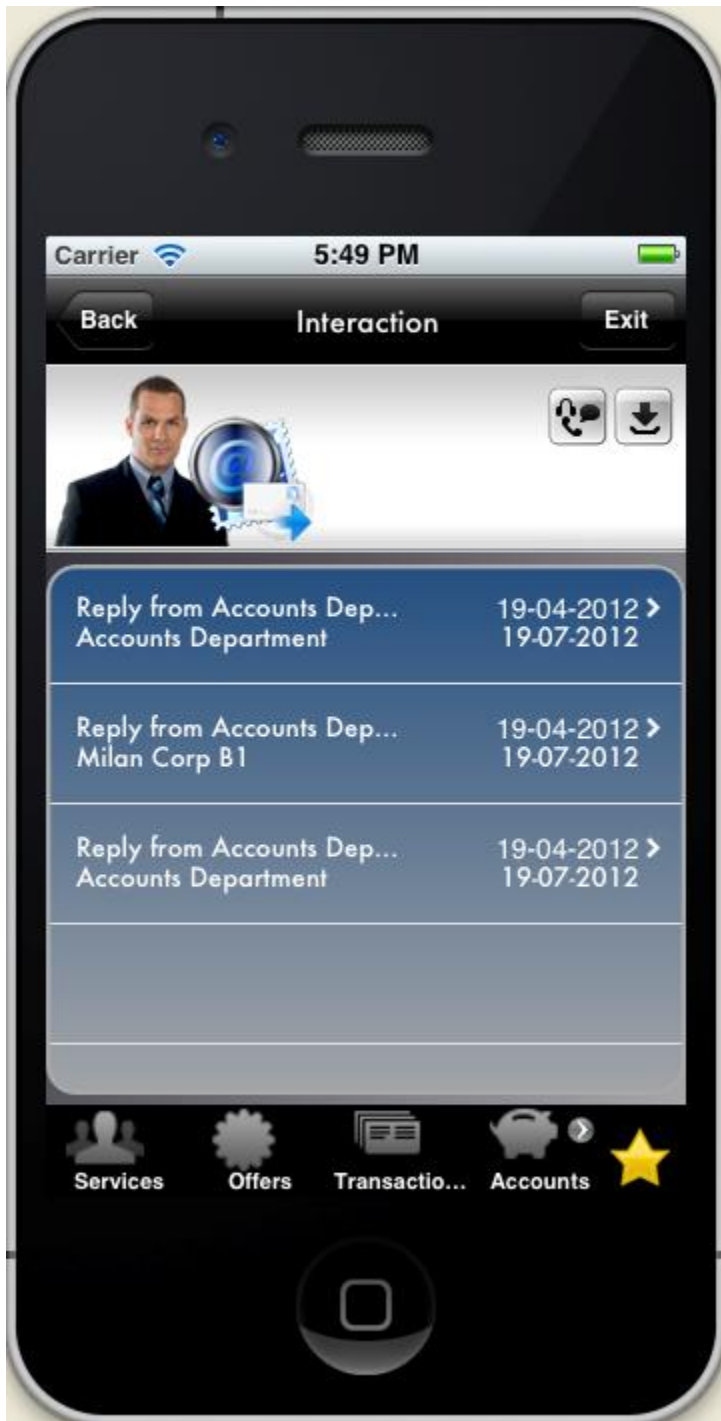 Carrier 5:49 PM
Back Interaction Exit
@
Reply from Accounts Dep... 19-04-2012
Accounts Department 19-07-2012
Reply from Accounts Dep... 19-04-2012
Milan Corp B1 19-07-2012
Reply from Accounts Dep... 19-04-2012
Accounts Department 19-07-2012
Services Offers Transactio... Accounts